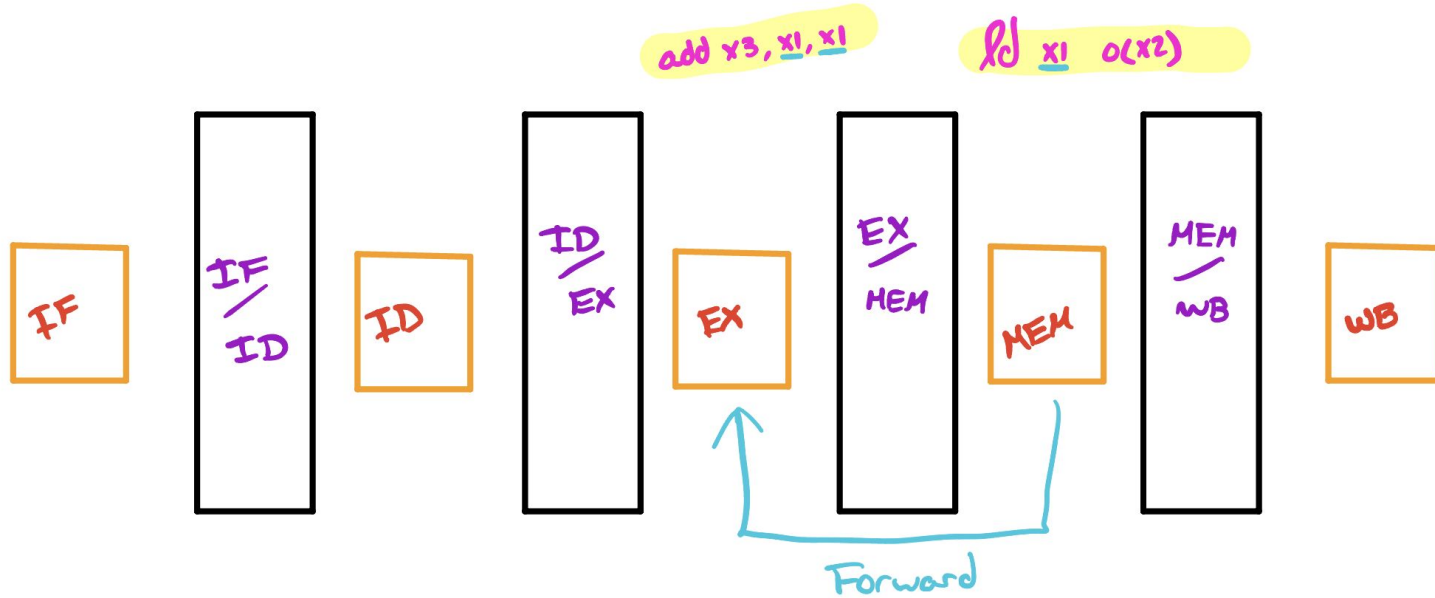 add x3, x1, x1
ld x1 0(x2)
IF
IF
/
ID
ID
ID
/
EX
EX
EX
/
MEM
MEM
MEM
/
WB
WB
Forward